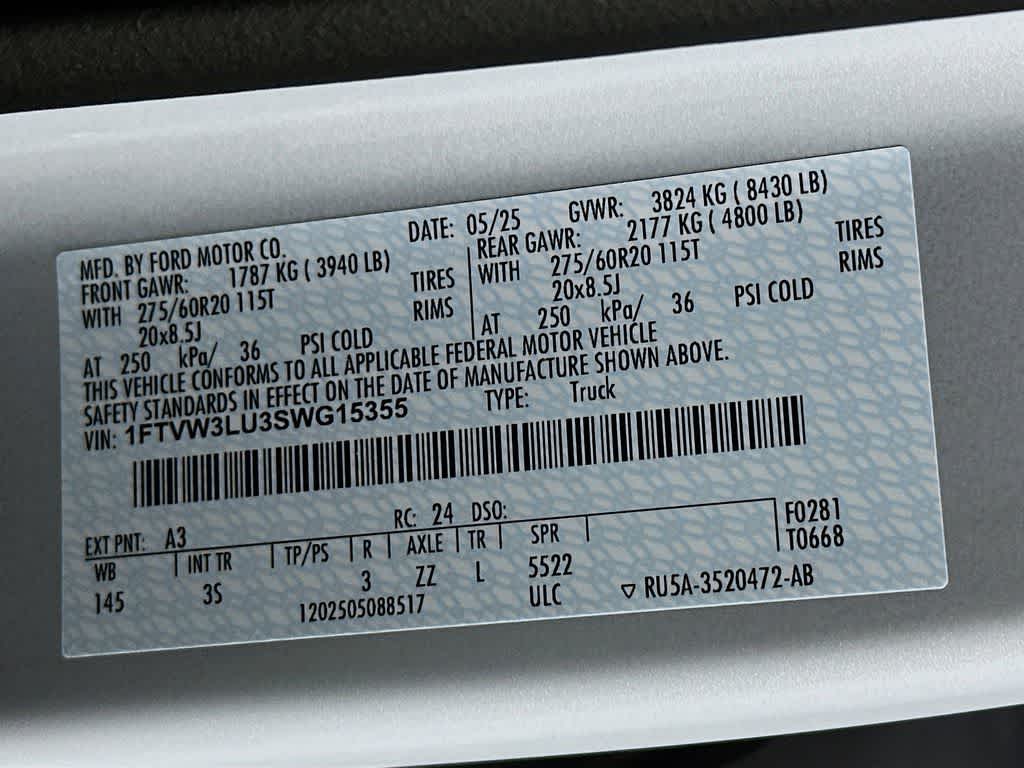 MFD. BY FORD MOTOR CO. DATE: 05/25 GVWR: 3824 KG ( 8430 LB)
FRONT GAWR: 1787 KG ( 3940 LB) REAR GAWR: 2177 KG ( 4800 LB)
WITH 275/60R20 115T TIRES WITH 275/60R20 115T TIRES
20x8.5J RIMS 20x8.5J RIMS
AT 250 kPa/ 36 PSI COLD AT 250 kPa/ 36 PSI COLD
THIS VEHICLE CONFORMS TO ALL APPLICABLE FEDERAL MOTOR VEHICLE
SAFETY STANDARDS IN EFFECT ON THE DATE OF MANUFACTURE SHOWN ABOVE.
VIN: 1FTVW3LU3SWG15355 TYPE: Truck
EXT PNT: A3 RC: 24 DSO: F0281
WB INT TR TP/PS R AXLE TR SPR T0668
145 3S 3 ZZ L 5522
1202505088517 ULC ▽ RU5A-3520472-AB